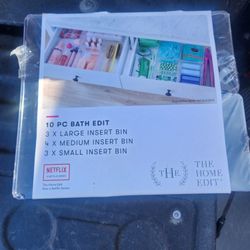 10 PC BATH EDIT
3 X LARGE INSERT BIN
4 X MEDIUM INSERT BIN
3 X SMALL INSERT BIN
NETFLIX
THR
THE
HOME
EDIT